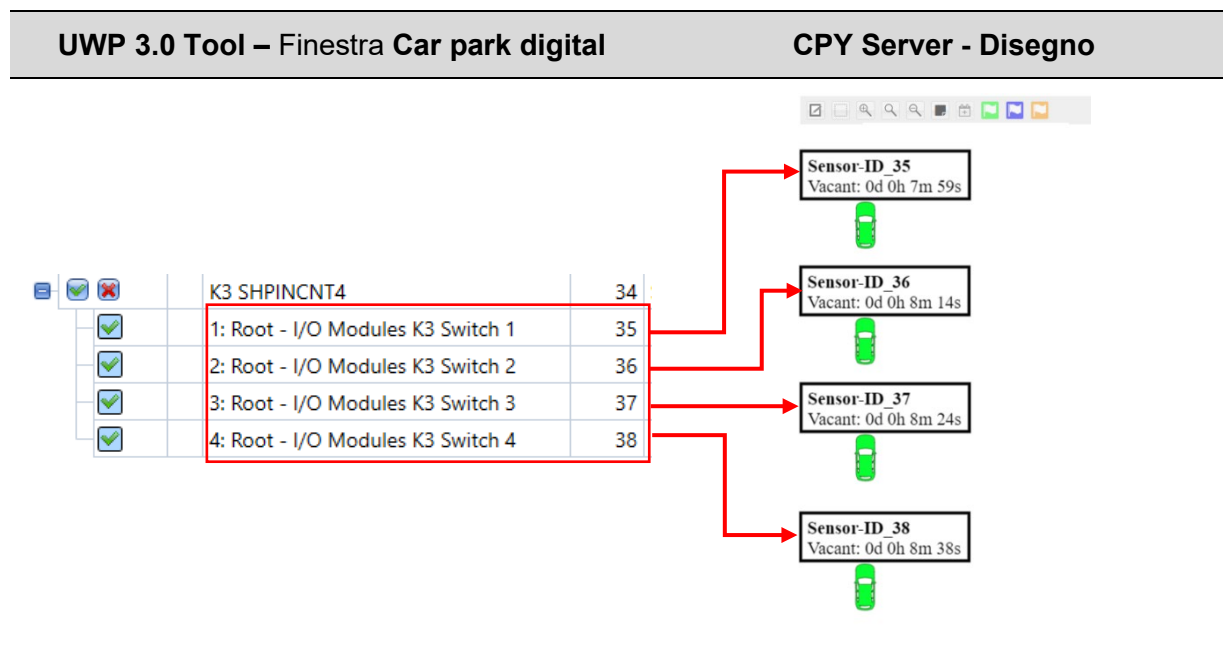 UWP 3.0 Tool – Finestra Car park digital
CPY Server - Disegno
Sensor-ID_35
Vacant: 0d 0h 7m 59s
Sensor-ID_36
Vacant: 0d 0h 8m 14s
K3 SHPINCNT4 34
1: Root - I/O Modules K3 Switch 1 35
2: Root - I/O Modules K3 Switch 2 36
3: Root - I/O Modules K3 Switch 3 37
4: Root - I/O Modules K3 Switch 4 38
Sensor-ID_37
Vacant: 0d 0h 8m 24s
Sensor-ID_38
Vacant: 0d 0h 8m 38s